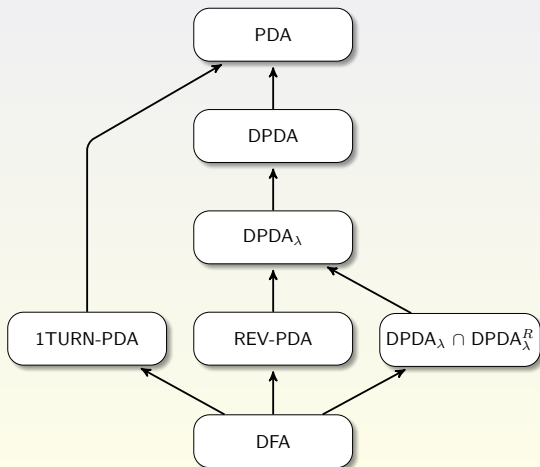 PDA
DPDA
DPDA_λ
1TURN-PDA
REV-PDA
DPDA_λ ∩ DPDA_λ^R
DFA